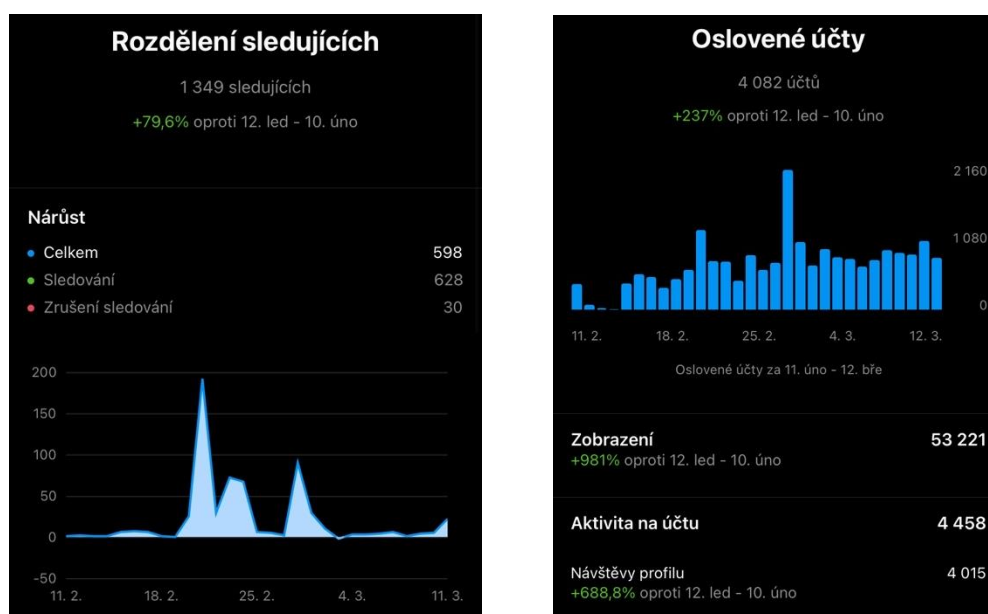 Rozdělení sledujících
1 349 sledujících
+79,6% oproti 12. led - 10. úno
Nárůst
Celkem 598
Sledování 628
Zrušení sledování 30
200
150
100
50
0
-50
11. 2. 18. 2. 25. 2. 4. 3. 11. 3.
Oslovené účty
4 082 účtů
+237% oproti 12. led - 10. úno
2 160
1 080
0
11. 2. 18. 2. 25. 2. 4. 3. 12. 3.
Oslovené účty za 11. úno - 12. bře
Zobrazení 53 221
+981% oproti 12. led - 10. úno
Aktivita na účtu 4 458
Návštěvy profilu 4 015
+688,8% oproti 12. led - 10. úno